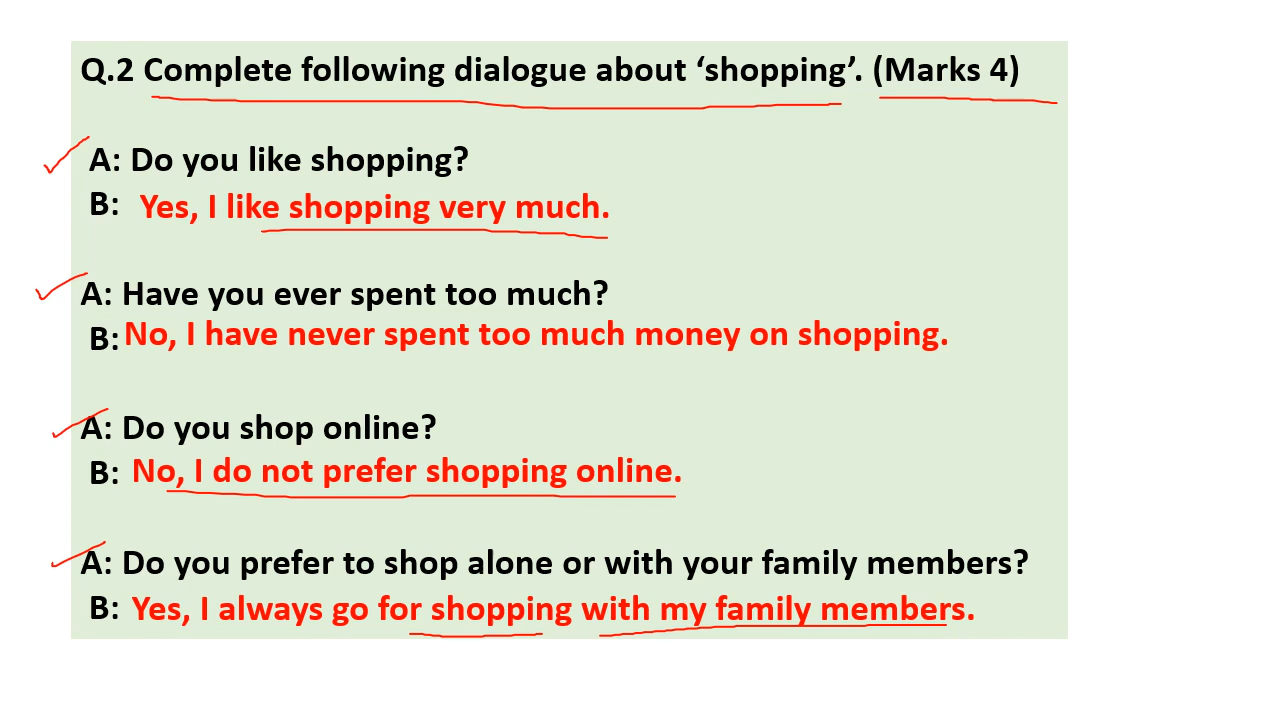 Q.2 Complete following dialogue about ‘shopping’. (Marks 4)
A: Do you like shopping?
B: Yes, I like shopping very much.
A: Have you ever spent too much?
B: No, I have never spent too much money on shopping.
A: Do you shop online?
B: No, I do not prefer shopping online.
A: Do you prefer to shop alone or with your family members?
B: Yes, I always go for shopping with my family members.